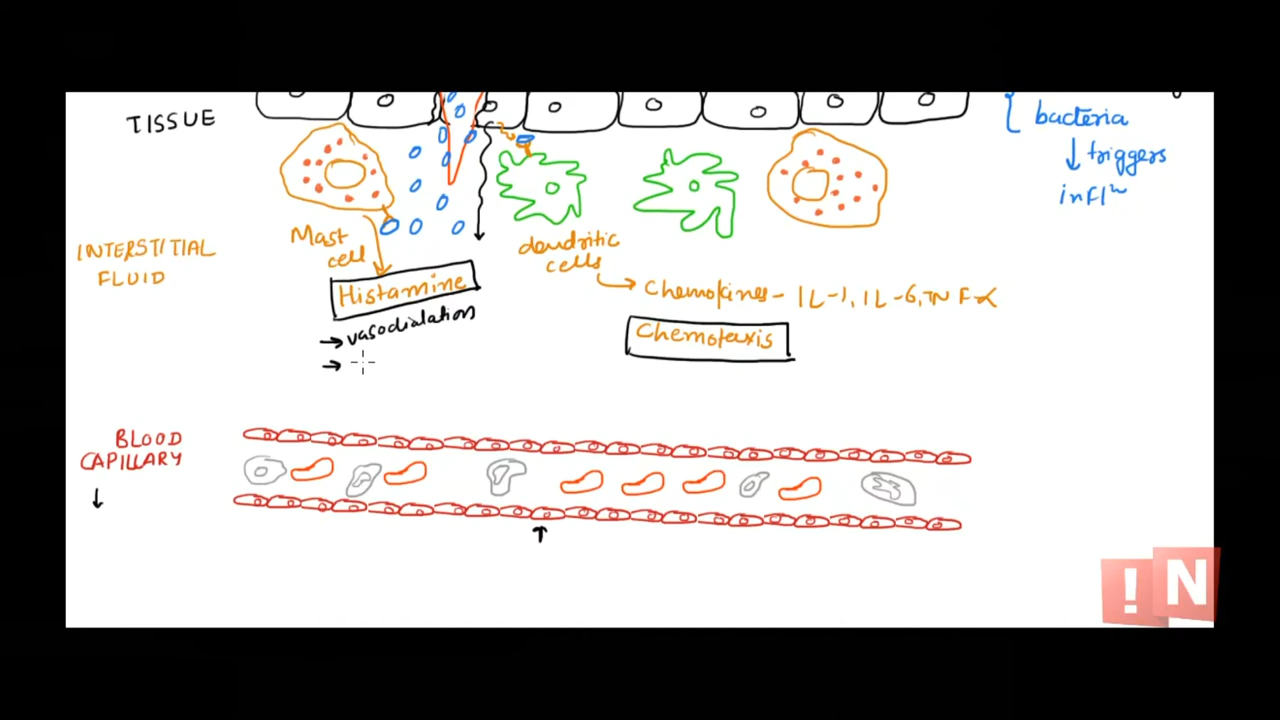 TISSUE
bacteria
↓ triggers
infl^n
INTERSTITIAL
FLUID
Mast
cell
dendritic
cells
Histamine
Chemokines - IL-1, IL-6, TNF-α
→ vasodialation
→
Chemotaxis
BLOOD
CAPILLARY
↓
↑
! N